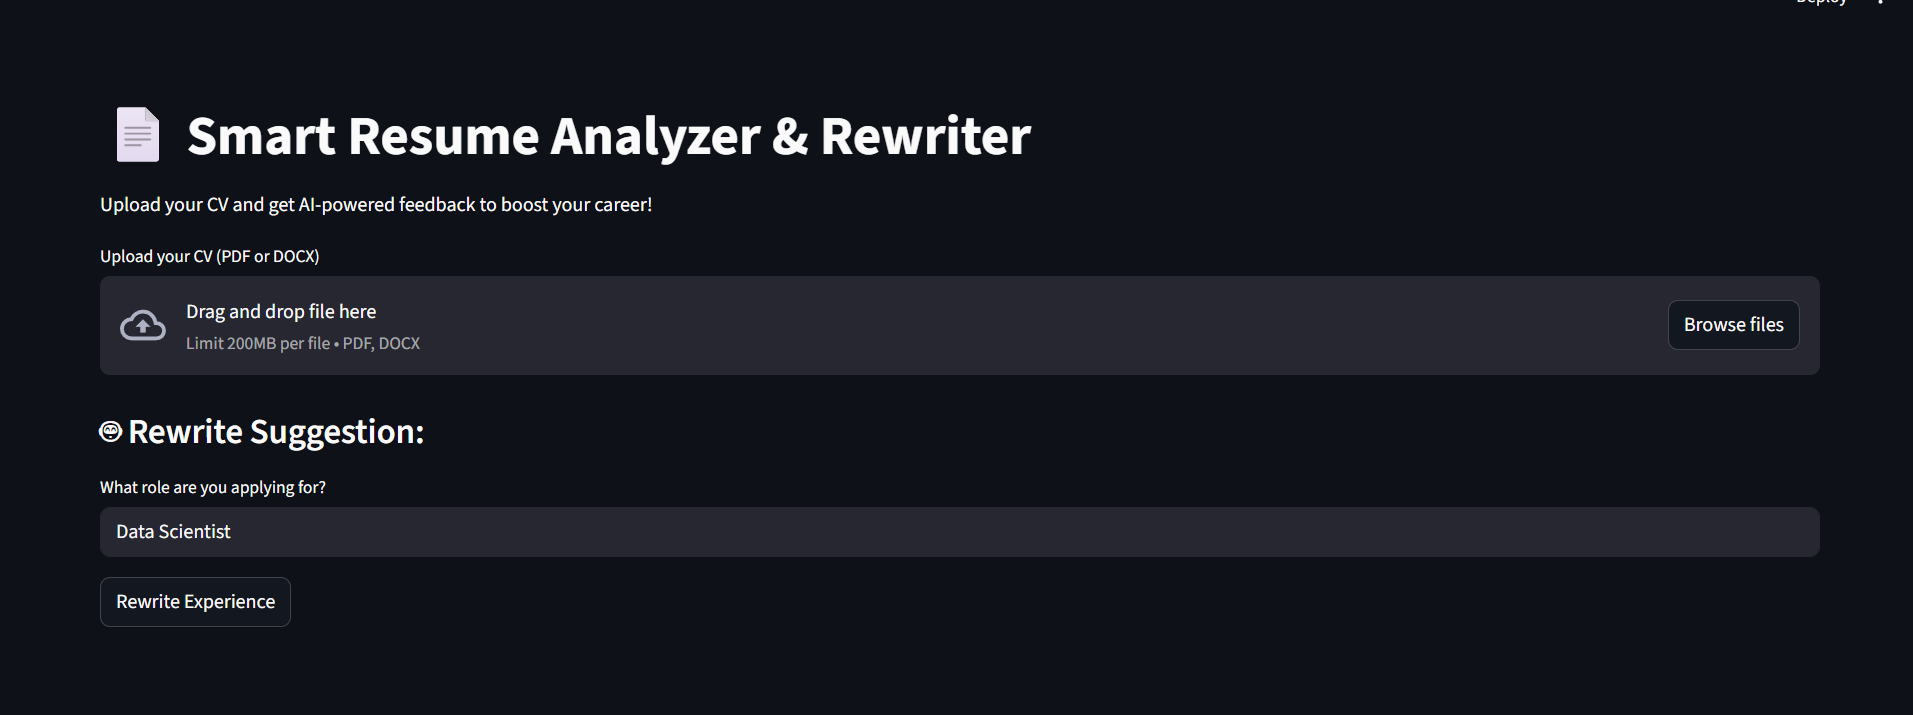 Deploy
Smart Resume Analyzer & Rewriter
Upload your CV and get AI-powered feedback to boost your career!
Upload your CV (PDF or DOCX)
Drag and drop file here
Limit 200MB per file • PDF, DOCX
Browse files
Rewrite Suggestion:
What role are you applying for?
Data Scientist
Rewrite Experience